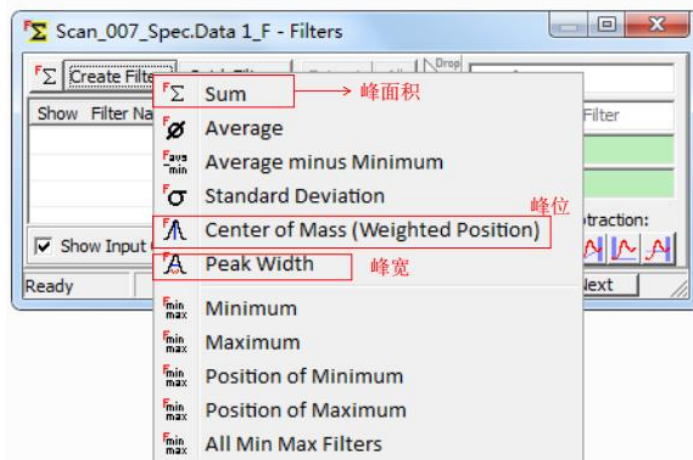 Scan_007_Spec.Data 1_F - Filters
Create Filte
Drop
Show Filter Na
Filter
Sum
峰面积
Average
Average minus Minimum
Standard Deviation
峰位
Center of Mass (Weighted Position)
traction:
Show Input
Peak Width
峰宽
Ready
Next
Minimum
Maximum
Position of Minimum
Position of Maximum
All Min Max Filters